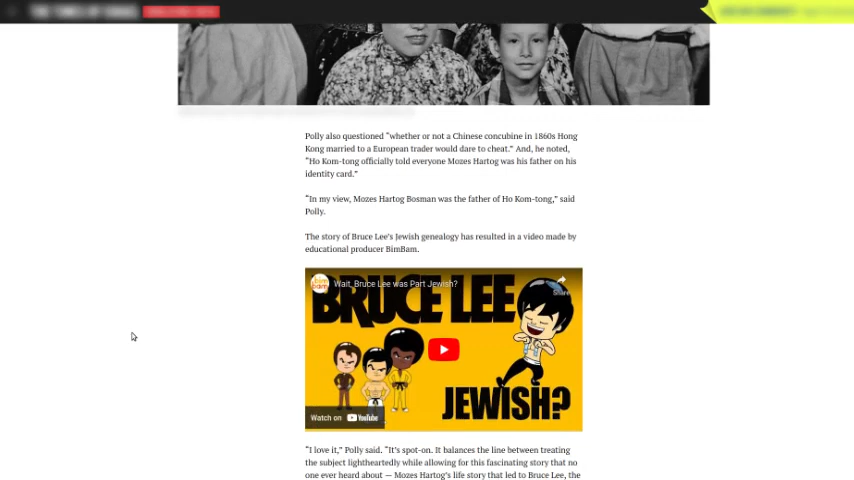 Polly also questioned “whether or not a Chinese concubine in 1860s Hong
Kong married to a European trader would dare to cheat.” And, he noted,
“Ho Kom-tong officially told everyone Mozes Hartog was his father on his
identity card.”
“In my view, Mozes Hartog Bosman was the father of Ho Kom-tong,” said
Polly.
The story of Bruce Lee’s Jewish genealogy has resulted in a video made by
educational producer BimBam.
bim
bam
Wait, Bruce Lee was Part Jewish?
Share
BRUCE LEE
JEWISH?
Watch on YouTube
“I love it,” Polly said. “It’s spot-on. It balances the line between treating
the subject lightheartedly while allowing for this fascinating story that no
one ever heard about — Mozes Hartog’s life story that led to Bruce Lee, the